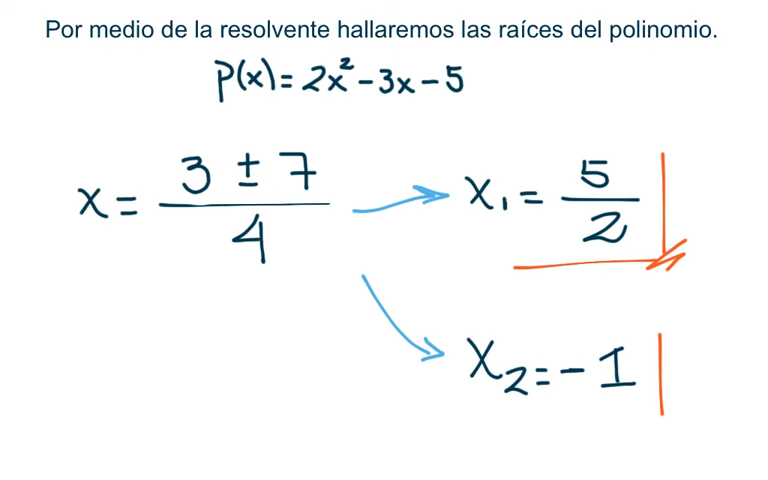 Por medio de la resolvente hallaremos las raíces del polinomio.
P(x)= 2x² - 3x - 5
x = (3 ± 7) / 4
x₁ = 5/2
x₂ = -1